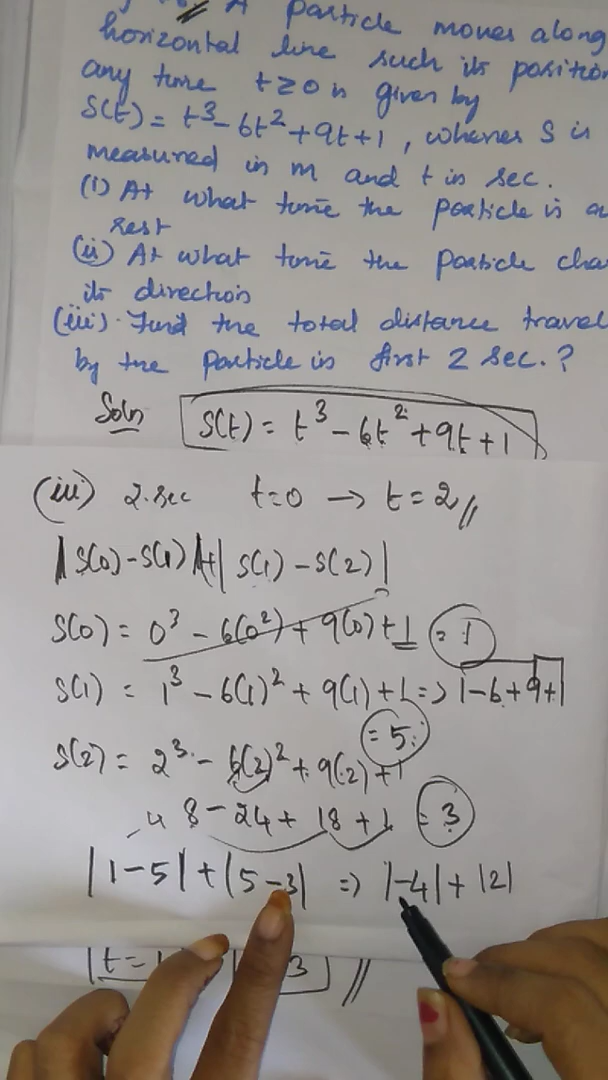 A particle moves along
horizontal line such its position
any time t≥0 is given by
S(t) = t³ - 6t² + 9t + 1, wheres S is
measured in m and t in sec.
(i) At what time the particle is
rest
(ii) At what time the particle
its direction
(iii). Find the total distance travel
by the particle in first 2 sec.?
Soln S(t) = t³ - 6t² + 9t + 1
(iii) 2.sec t=0 → t=2 //
|S(0) - S(1)| + |S(1) - S(2)|
S(0) = 0³ - 6(0²) + 9(0) + 1 = 1
S(1) = 1³ - 6(1)² + 9(1) + 1 => 1 - 6 + 9 + 1
= 5
S(2) = 2³ - 6(2)² + 9(2) + 1
8 - 24 + 18 + 1 = 3
|1 - 5| + |5 - 3| => |-4| + |2|
t = 1 3 //